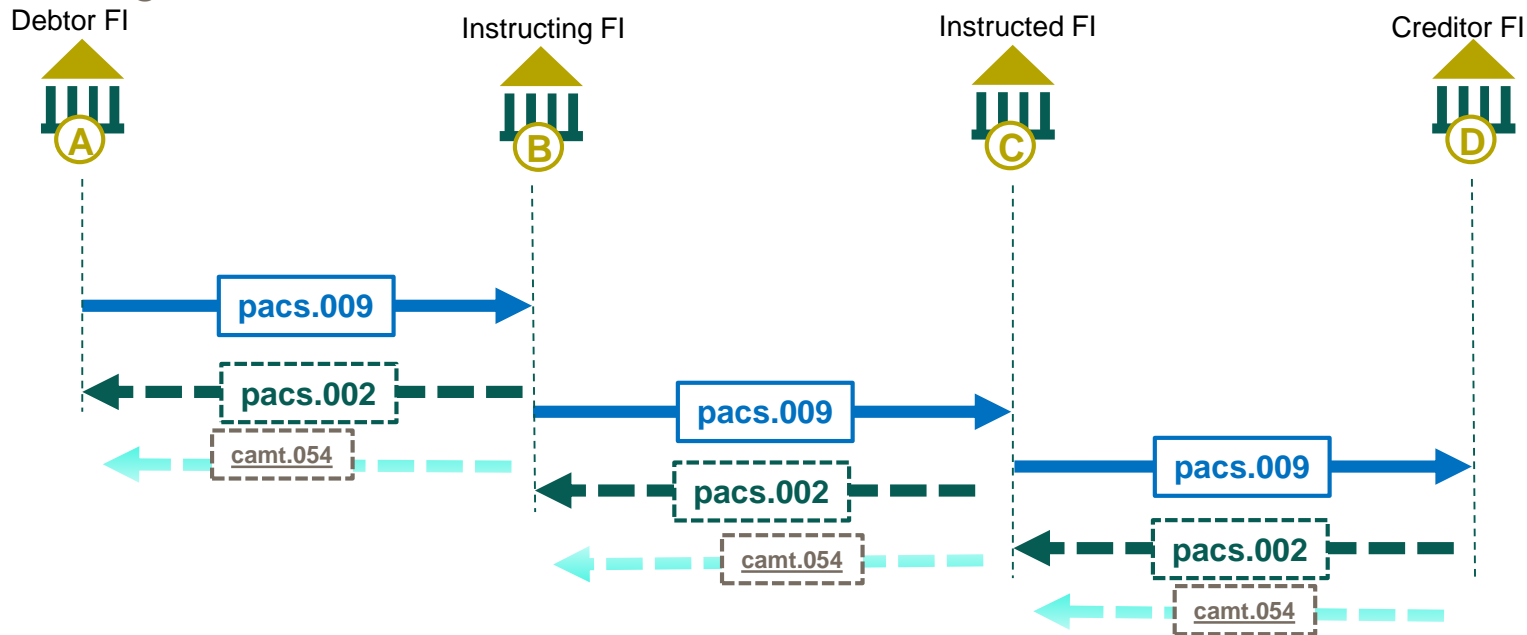 Debtor FI
Instructing FI
Instructed FI
Creditor FI
A
B
C
D
pacs.009
pacs.002
pacs.009
camt.054
pacs.009
pacs.002
pacs.002
camt.054
camt.054